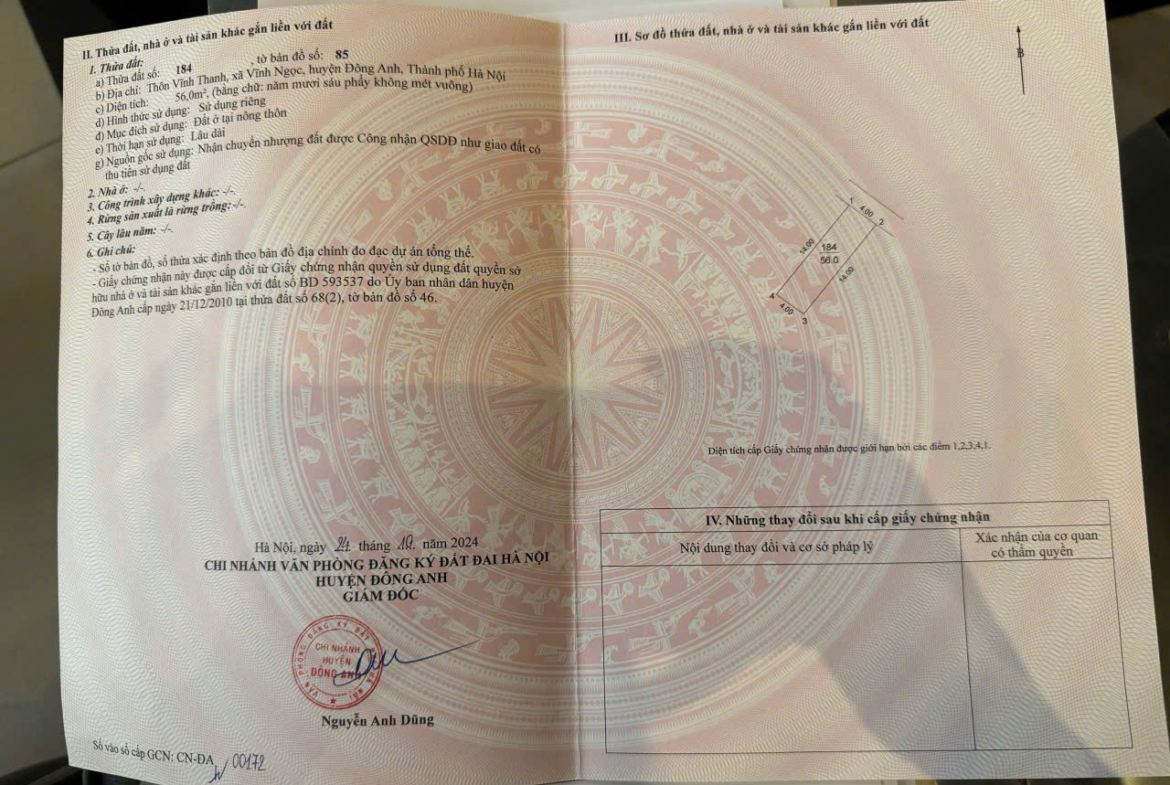 II. Thửa đất, nhà ở và tài sản khác gắn liền với đất
1. Thửa đất:
a) Thửa đất số: 184 , tờ bản đồ số: 85
b) Địa chỉ: Thôn Vĩnh Thanh, xã Vĩnh Ngọc, huyện Đông Anh, Thành phố Hà Nội
c) Diện tích: 56,0m², (bằng chữ: năm mươi sáu phẩy không mét vuông)
d) Hình thức sử dụng: Sử dụng riêng
đ) Mục đích sử dụng: Đất ở tại nông thôn
e) Thời hạn sử dụng: Lâu dài
g) Nguồn gốc sử dụng: Nhận chuyển nhượng đất được Công nhận QSDĐ như giao đất có
thu tiền sử dụng đất
2. Nhà ở: -/-.
3. Công trình xây dựng khác: -/-.
4. Rừng sản xuất là rừng trồng:-/-.
5. Cây lâu năm: -/-.
6. Ghi chú:
- Số tờ bản đồ, số thửa xác định theo bản đồ địa chính đo đạc dự án tổng thể.
- Giấy chứng nhận này được cấp đổi từ Giấy chứng nhận quyền sử dụng đất quyền sở
hữu nhà ở và tài sản khác gắn liền với đất số BD 593537 do Ủy ban nhân dân huyện
Đông Anh cấp ngày 21/12/2010 tại thửa đất số 68(2), tờ bản đồ số 46.
Hà Nội, ngày 24 tháng 10 năm 2024
CHI NHÁNH VĂN PHÒNG ĐĂNG KÝ ĐẤT ĐAI HÀ NỘI
HUYỆN ĐÔNG ANH
GIÁM ĐỐC
VĂN PHÒNG ĐĂNG KÝ ĐẤT ĐAI HÀ NỘI
CHI NHÁNH
HUYỆN
ĐÔNG ANH
Nguyễn Anh Dũng
Số vào sổ cấp GCN: CN-ĐA 00172
III. Sơ đồ thửa đất, nhà ở và tài sản khác gắn liền với đất
B
1
4.00
2
14.00
184
56.0
14.00
4
4.00
3
Diện tích cấp Giấy chứng nhận được giới hạn bởi các điểm 1,2,3,4,1.
IV. Những thay đổi sau khi cấp giấy chứng nhận
Nội dung thay đổi và cơ sở pháp lý
Xác nhận của cơ quan
có thẩm quyền